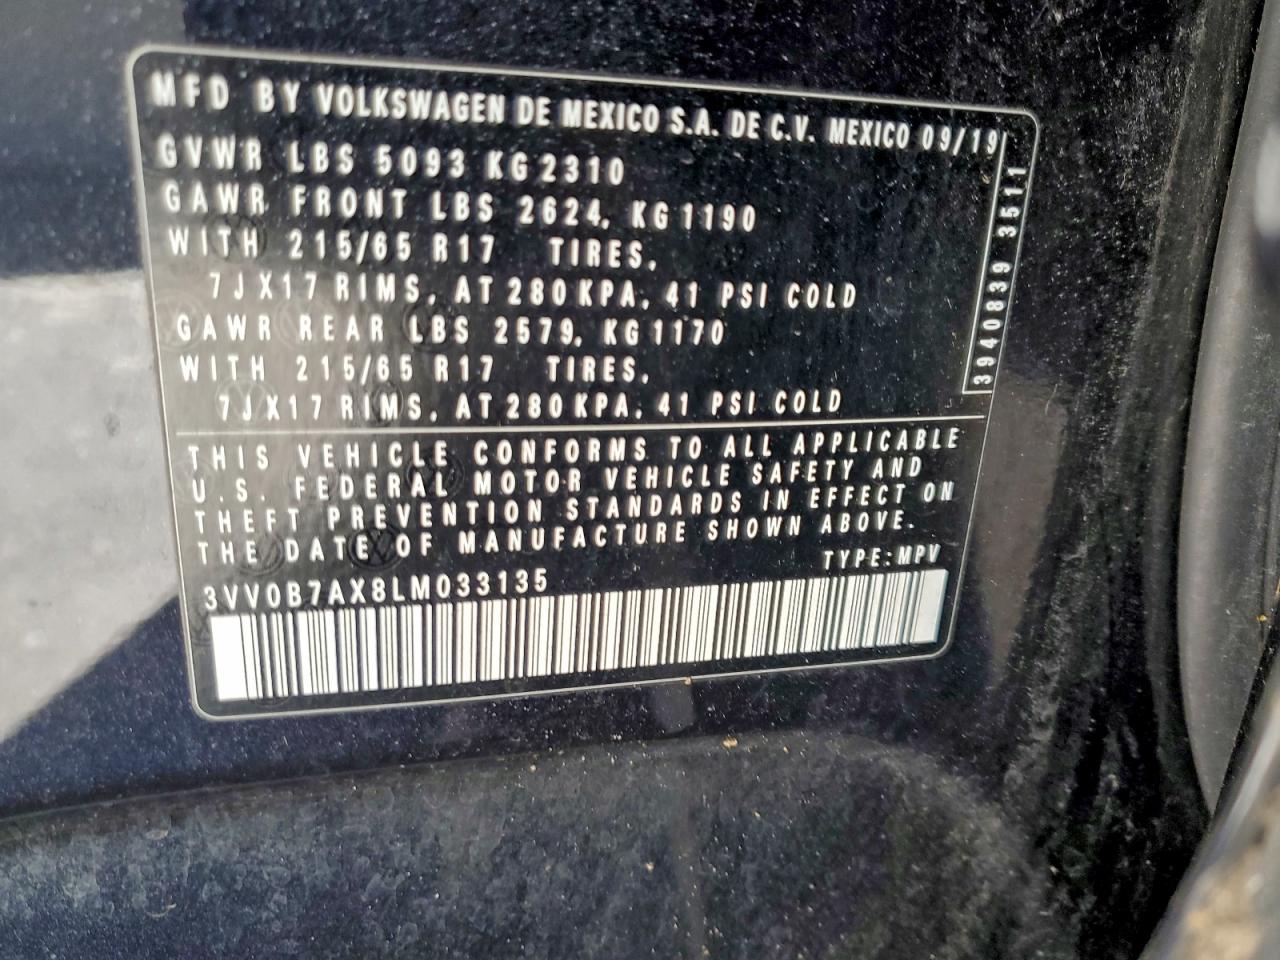 MFD BY VOLKSWAGEN DE MEXICO S.A. DE C.V. MEXICO 09/19
GVWR LBS 5093 KG 2310
GAWR FRONT LBS 2624, KG 1190
WITH 215/65 R17 TIRES,
7JX17 RIMS, AT 280 KPA, 41 PSI COLD
GAWR REAR LBS 2579, KG 1170
WITH 215/65 R17 TIRES,
7JX17 RIMS, AT 280 KPA, 41 PSI COLD
3940839 3511
THIS VEHICLE CONFORMS TO ALL APPLICABLE
U.S. FEDERAL MOTOR VEHICLE SAFETY AND
THEFT PREVENTION STANDARDS IN EFFECT ON
THE DATE OF MANUFACTURE SHOWN ABOVE.
TYPE: MPV
3VV0B7AX8LM033135